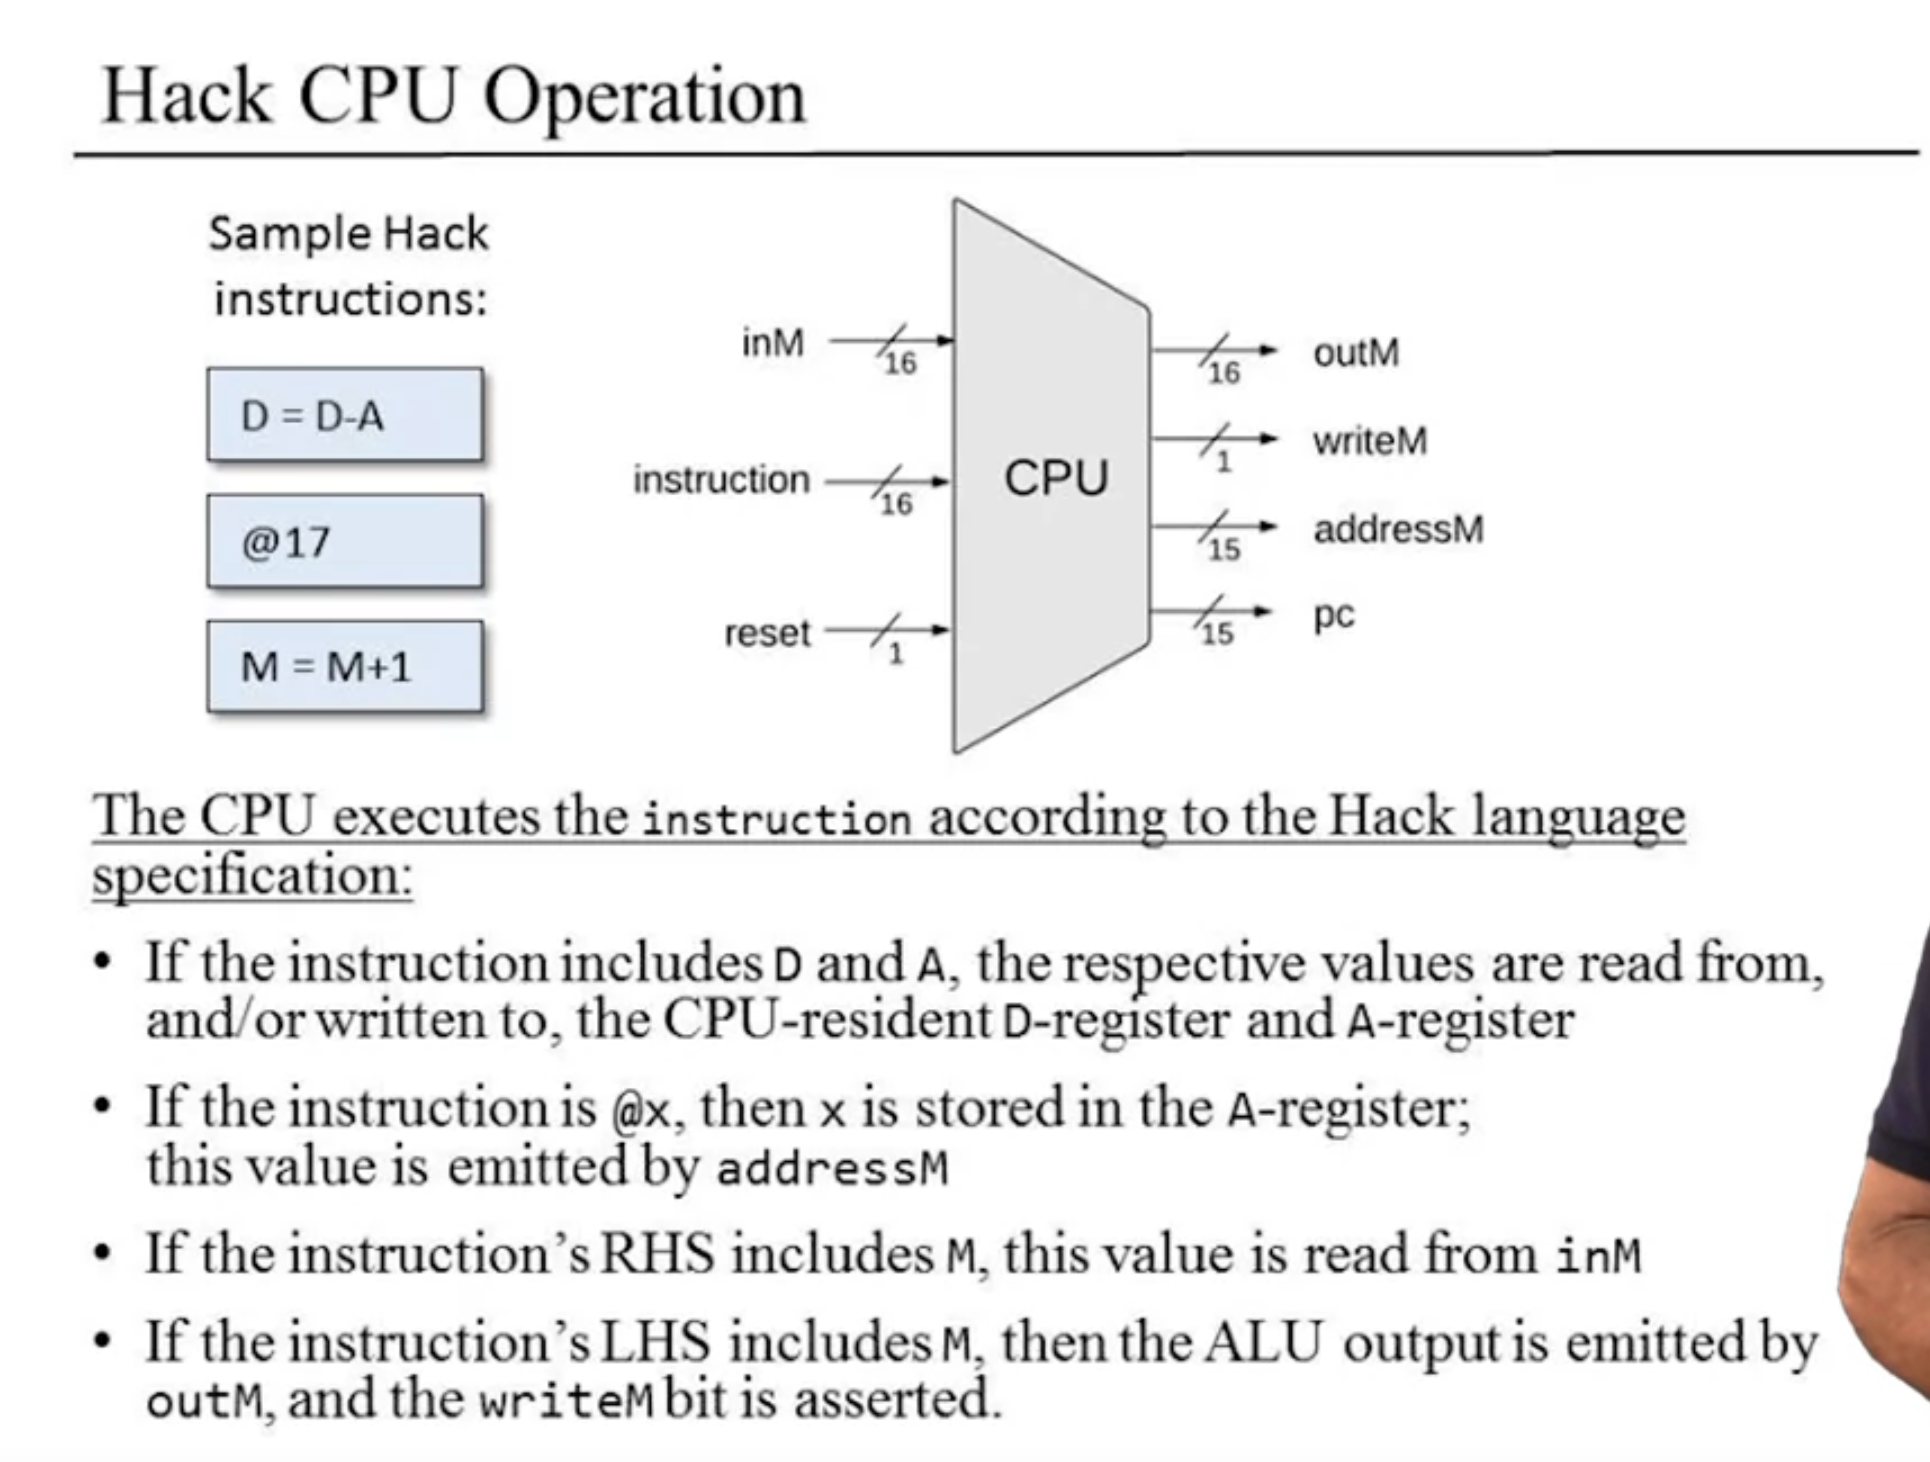 Hack CPU Operation
Sample Hack
instructions:
D = D-A
@17
M = M+1
inM
16
instruction
16
reset
1
CPU
16
outM
1
writeM
15
addressM
15
pc
The CPU executes the instruction according to the Hack language
specification:
• If the instruction includes D and A, the respective values are read from,
and/or written to, the CPU-resident D-register and A-register
• If the instruction is @x, then x is stored in the A-register;
this value is emitted by addressM
• If the instruction's RHS includes M, this value is read from inM
• If the instruction's LHS includes M, then the ALU output is emitted by
outM, and the writeM bit is asserted.